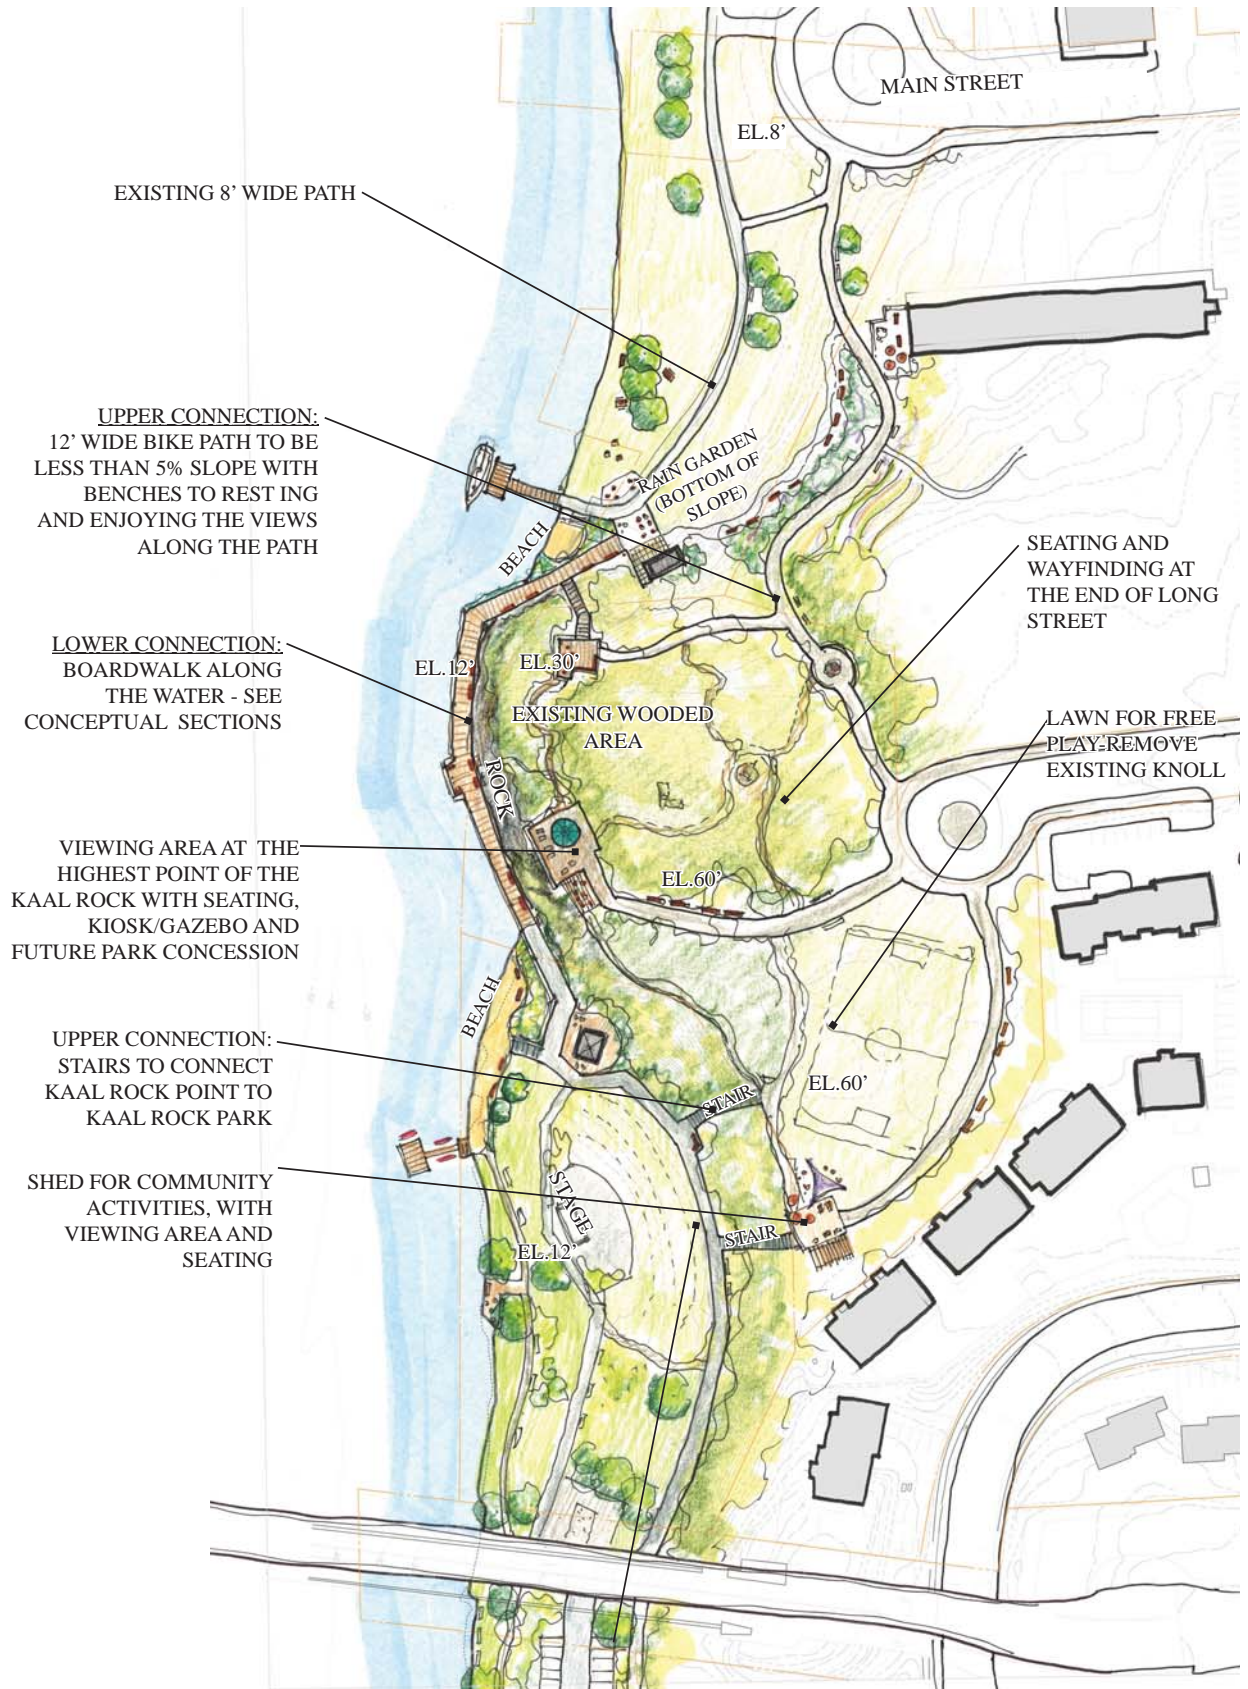 MAIN STREET
EL.8’
EXISTING 8’ WIDE PATH
UPPER CONNECTION:
12’ WIDE BIKE PATH TO BE
LESS THAN 5% SLOPE WITH
BENCHES TO REST ING
AND ENJOYING THE VIEWS
ALONG THE PATH
RAIN GARDEN
(BOTTOM OF
SLOPE)
BEACH
SEATING AND
WAYFINDING AT
THE END OF LONG
STREET
LOWER CONNECTION:
BOARDWALK ALONG
THE WATER - SEE
CONCEPTUAL SECTIONS
EL.12’
EL.30’
EXISTING WOODED
AREA
LAWN FOR FREE
PLAY-REMOVE
EXISTING KNOLL
ROCK
VIEWING AREA AT THE
HIGHEST POINT OF THE
KAAL ROCK WITH SEATING,
KIOSK/GAZEBO AND
FUTURE PARK CONCESSION
EL.60’
BEACH
UPPER CONNECTION:
STAIRS TO CONNECT
KAAL ROCK POINT TO
KAAL ROCK PARK
EL.60’
STAIR
SHED FOR COMMUNITY
ACTIVITIES, WITH
VIEWING AREA AND
SEATING
STAGE
STAIR
EL.12’